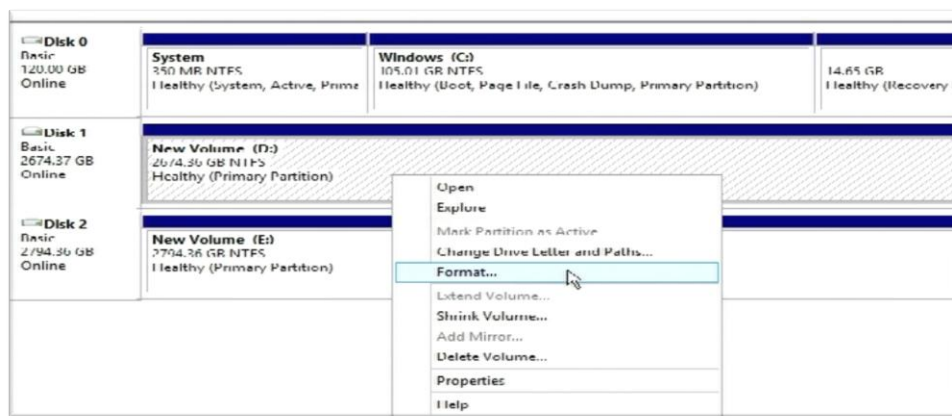 Disk 0
Basic
120.00 GB
Online
System
350 MB NTFS
Healthy (System, Active, Prima
Windows (C:)
105.01 GB NTFS
Healthy (Boot, Page File, Crash Dump, Primary Partition)
14.65 GB
Healthy (Recovery
Disk 1
Basic
2674.37 GB
Online
New Volume (D:)
2674.36 GB NTFS
Healthy (Primary Partition)
Disk 2
Basic
2794.36 GB
Online
New Volume (E:)
2794.36 GB NTFS
Healthy (Primary Partition)
Open
Explore
Mark Partition as Active
Change Drive Letter and Paths...
Format...
Extend Volume...
Shrink Volume...
Add Mirror...
Delete Volume...
Properties
Help